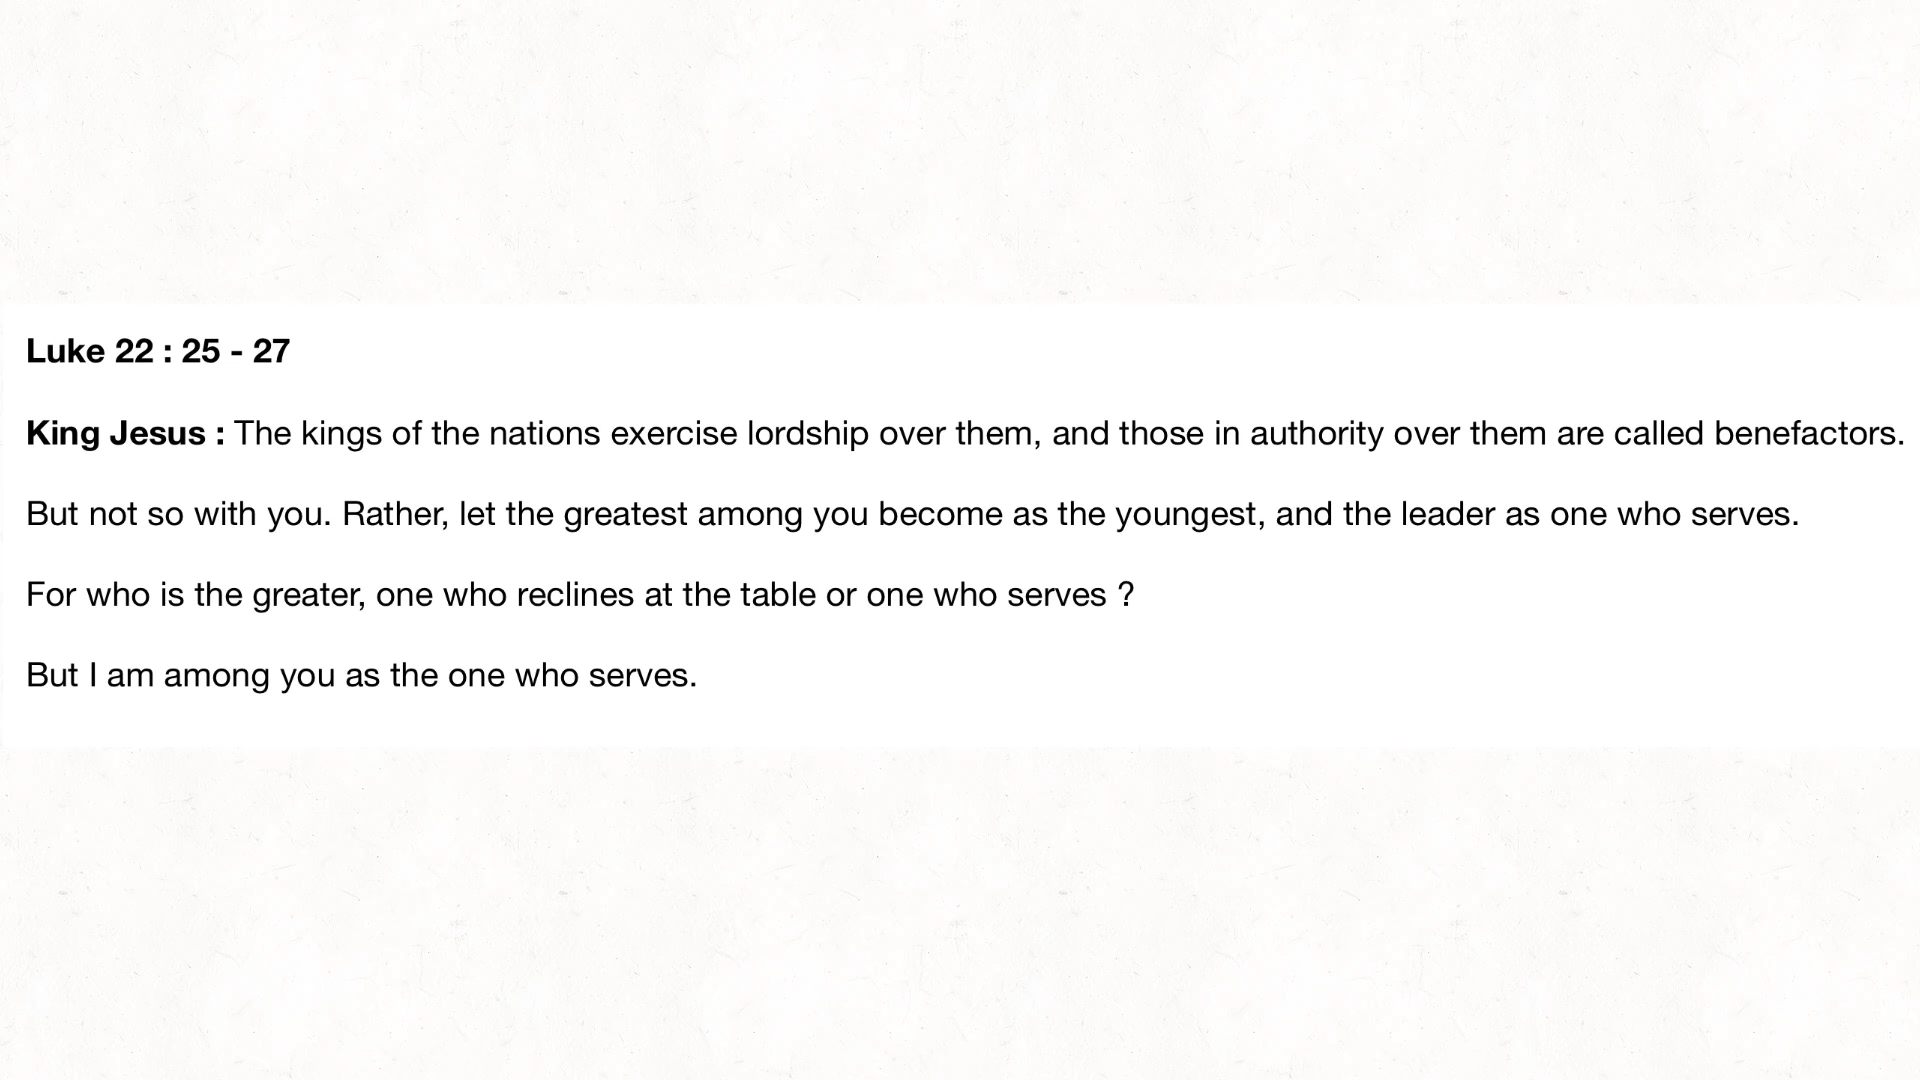 Luke 22 : 25 - 27
King Jesus : The kings of the nations exercise lordship over them, and those in authority over them are called benefactors.
But not so with you. Rather, let the greatest among you become as the youngest, and the leader as one who serves.
For who is the greater, one who reclines at the table or one who serves ?
But I am among you as the one who serves.